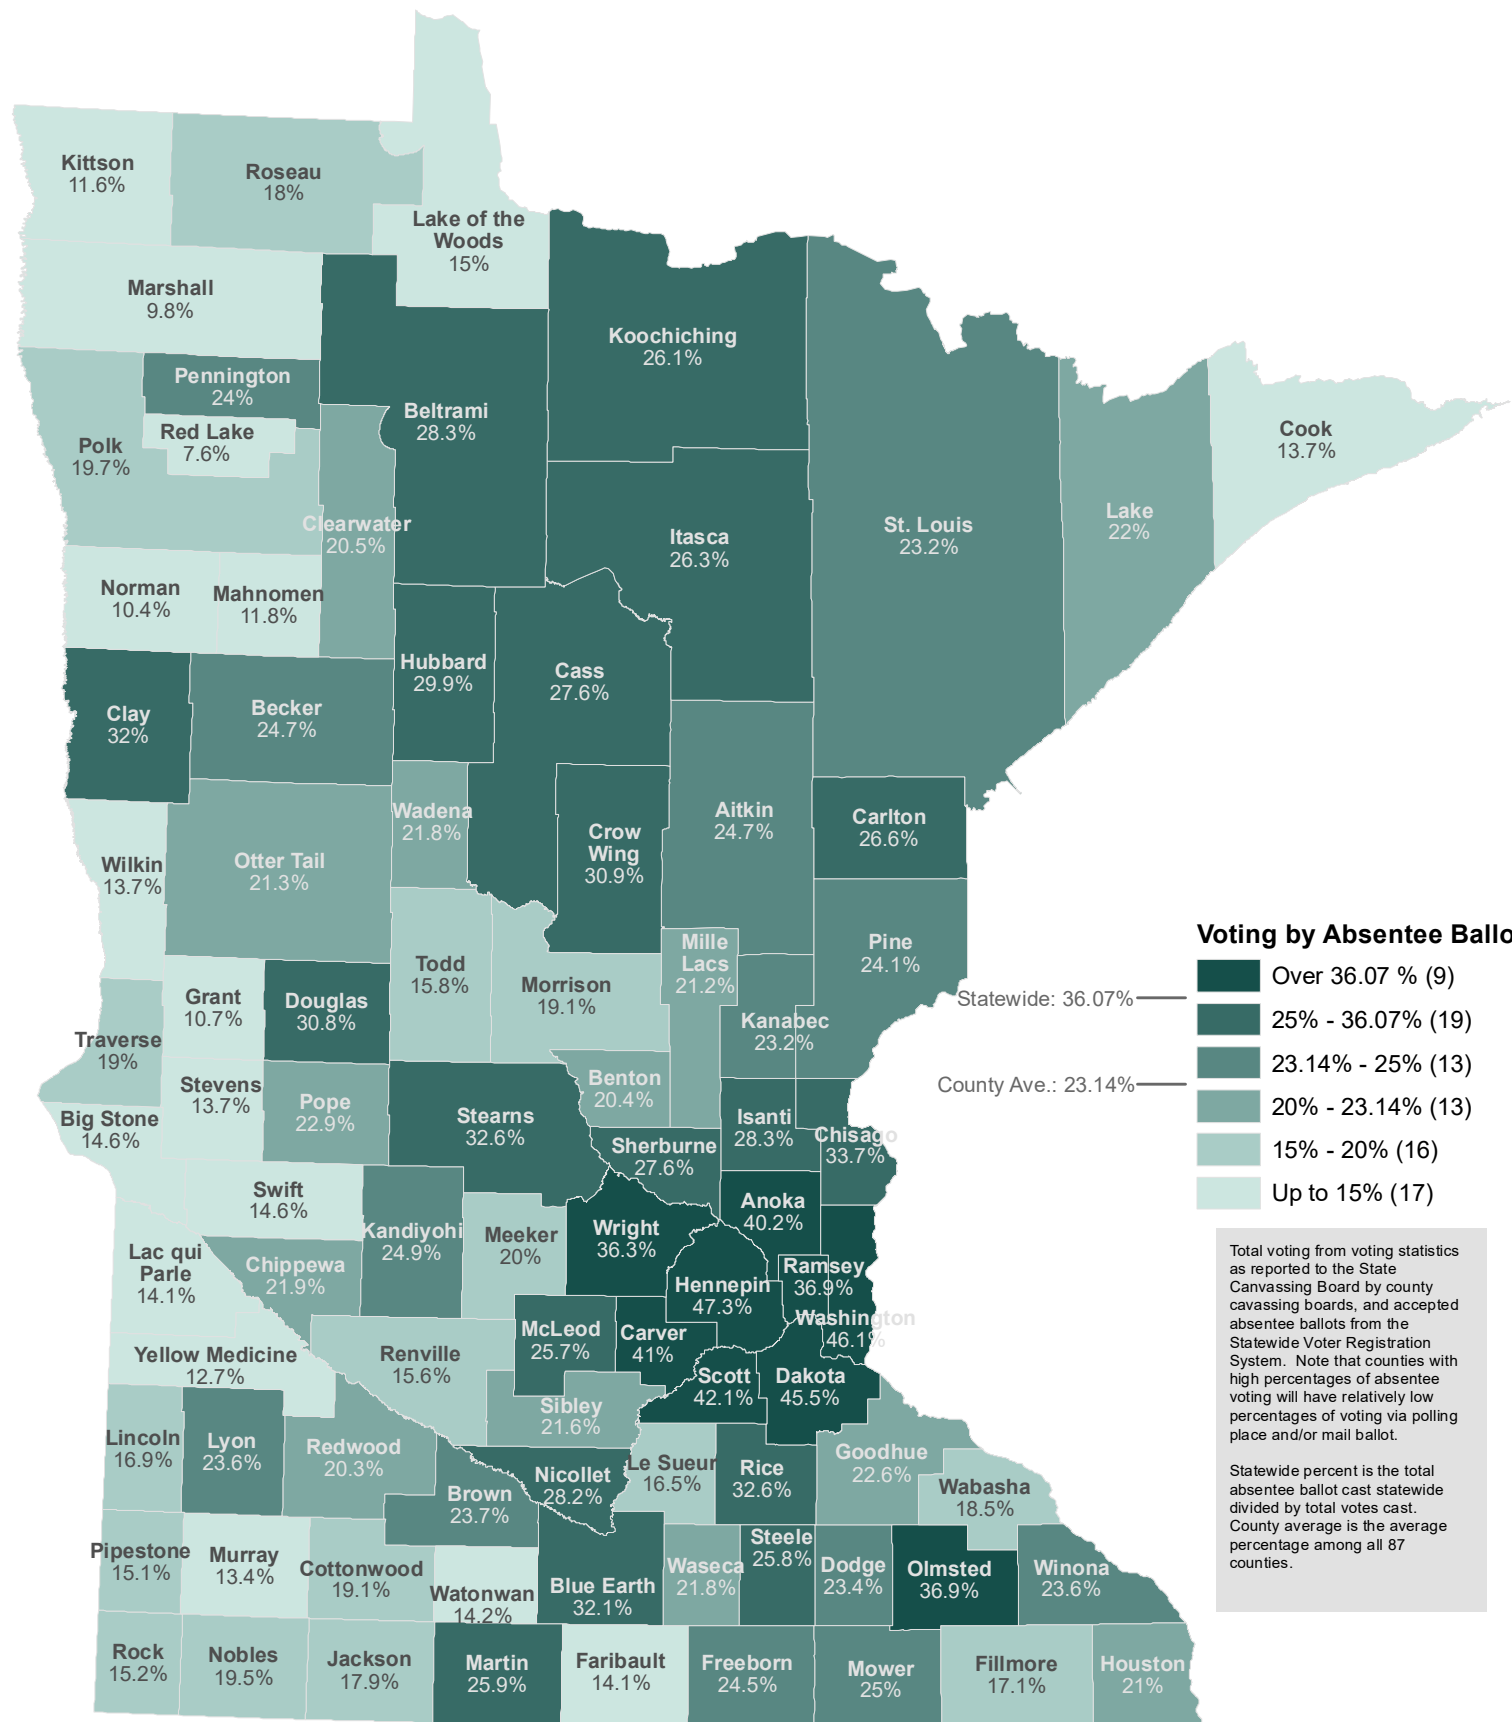 Kittson
11.6%
Roseau
18%
Lake of the
Woods
15%
Marshall
9.8%
Koochiching
26.1%
Pennington
24%
Beltrami
28.3%
Red Lake
7.6%
Polk
19.7%
Cook
13.7%
Clearwater
20.5%
Itasca
26.3%
St. Louis
23.2%
Lake
22%
Norman
10.4%
Mahnomen
11.8%
Hubbard
29.9%
Cass
27.6%
Clay
32%
Becker
24.7%
Wadena
21.8%
Aitkin
24.7%
Carlton
26.6%
Crow
Wing
30.9%
Wilkin
13.7%
Otter Tail
21.3%
Mille
Lacs
21.2%
Pine
24.1%
Todd
15.8%
Morrison
19.1%
Grant
10.7%
Douglas
30.8%
Kanabec
23.2%
Traverse
19%
Stevens
13.7%
Pope
22.9%
Benton
20.4%
Big Stone
14.6%
Stearns
32.6%
Isanti
28.3%
Chisago
33.7%
Sherburne
27.6%
Swift
14.6%
Anoka
40.2%
Kandiyohi
24.9%
Meeker
20%
Wright
36.3%
Lac qui
Parle
14.1%
Chippewa
21.9%
Ramsey
36.9%
Hennepin
47.3%
Washington
46.1%
McLeod
25.7%
Carver
41%
Yellow Medicine
12.7%
Renville
15.6%
Scott
42.1%
Dakota
45.5%
Sibley
21.6%
Lincoln
16.9%
Lyon
23.6%
Redwood
20.3%
Goodhue
22.6%
Le Sueur
16.5%
Rice
32.6%
Nicollet
28.2%
Wabasha
18.5%
Brown
23.7%
Steele
25.8%
Pipestone
15.1%
Murray
13.4%
Cottonwood
19.1%
Watonwan
14.2%
Blue Earth
32.1%
Waseca
21.8%
Dodge
23.4%
Olmsted
36.9%
Winona
23.6%
Rock
15.2%
Nobles
19.5%
Jackson
17.9%
Martin
25.9%
Faribault
14.1%
Freeborn
24.5%
Mower
25%
Fillmore
17.1%
Houston
21%
Voting by Absentee Ballo
Over 36.07 % (9)
Statewide: 36.07%
25% - 36.07% (19)
23.14% - 25% (13)
County Ave.: 23.14%
20% - 23.14% (13)
15% - 20% (16)
Up to 15% (17)
Total voting from voting statistics
as reported to the State
Canvassing Board by county
cavassing boards, and accepted
absentee ballots from the
Statewide Voter Registration
System. Note that counties with
high percentages of absentee
voting will have relatively low
percentages of voting via polling
place and/or mail ballot.
Statewide percent is the total
absentee ballot cast statewide
divided by total votes cast.
County average is the average
percentage among all 87
counties.